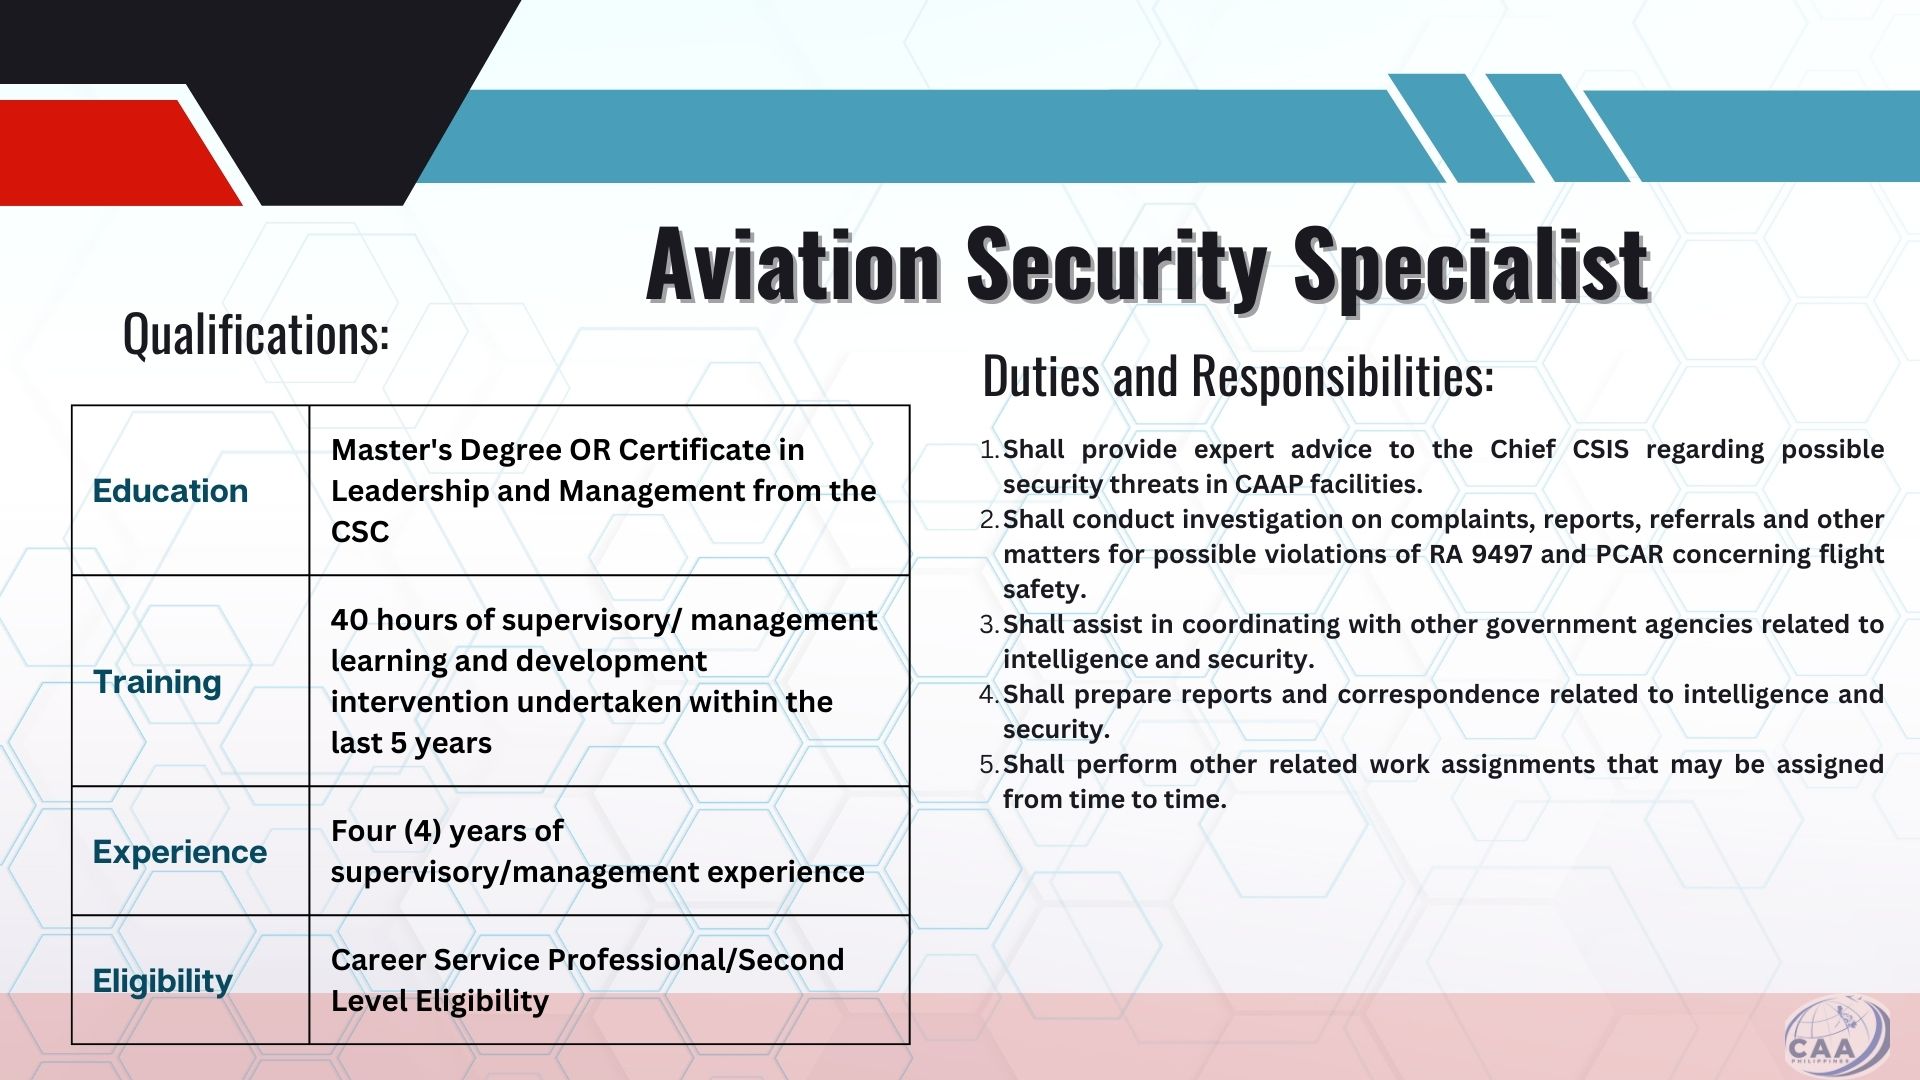 Aviation Security Specialist
Qualifications:
Education
Master's Degree OR Certificate in
Leadership and Management from the
CSC
Training
40 hours of supervisory/ management
learning and development
intervention undertaken within the
last 5 years
Experience
Four (4) years of
supervisory/management experience
Eligibility
Career Service Professional/Second
Level Eligibility
Duties and Responsibilities:
1. Shall provide expert advice to the Chief CSIS regarding possible
security threats in CAAP facilities.
2. Shall conduct investigation on complaints, reports, referrals and other
matters for possible violations of RA 9497 and PCAR concerning flight
safety.
3. Shall assist in coordinating with other government agencies related to
intelligence and security.
4. Shall prepare reports and correspondence related to intelligence and
security.
5. Shall perform other related work assignments that may be assigned
from time to time.
CAA
PHILIPPINES